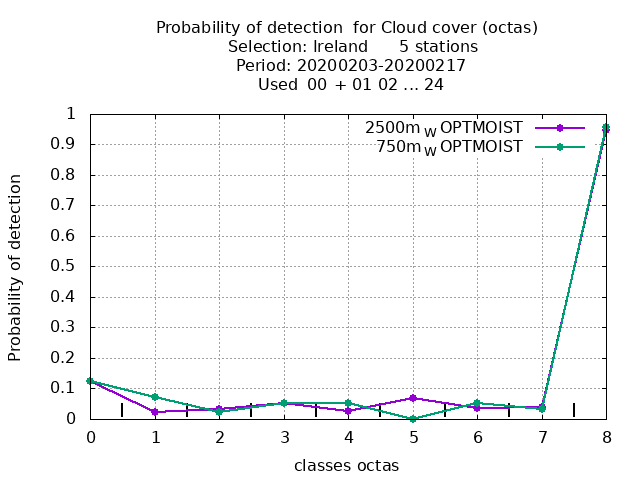 Probability of detection  for Cloud cover (octas)
Selection: Ireland      5 stations
Period: 20200203-20200217
Used  00 + 01 02 ... 24
2500m W OPTMOIST
750m W OPTMOIST
1
0.9
0.8
0.7
0.6
0.5
0.4
0.3
0.2
0.1
0
Probability of detection
0 1 2 3 4 5 6 7 8
classes octas